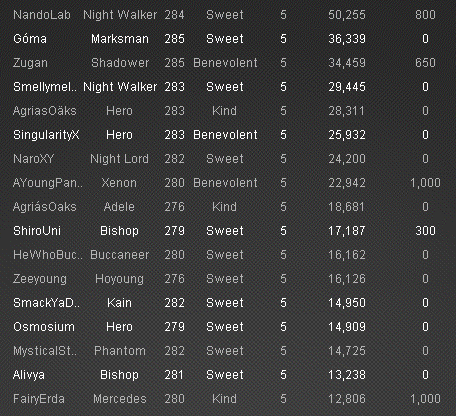 NandoLab Night Walker 284 Sweet 5 50,255 800
Góma Marksman 285 Sweet 5 36,339 0
Zugan Shadower 285 Benevolent 5 34,459 650
Smellymel.. Night Walker 283 Sweet 5 29,445 0
AgriasOäks Hero 283 Kind 5 28,311 0
SingularityX Hero 283 Benevolent 5 25,932 0
NaroXY Night Lord 282 Sweet 5 24,200 0
AYoungPan.. Xenon 280 Benevolent 5 22,942 1,000
AgriásOaks Adele 276 Kind 5 18,681 0
ShiroUni Bishop 279 Sweet 5 17,187 300
HeWhoBuc.. Buccaneer 280 Sweet 5 16,162 0
Zeeyoung Hoyoung 276 Sweet 5 16,126 0
SmackYaD.. Kain 282 Sweet 5 14,950 0
Osmosium Hero 279 Sweet 5 14,909 0
MysticalSt.. Phantom 282 Sweet 5 14,725 0
Alivya Bishop 281 Sweet 5 13,238 0
FairyErda Mercedes 280 Kind 5 12,806 1,000